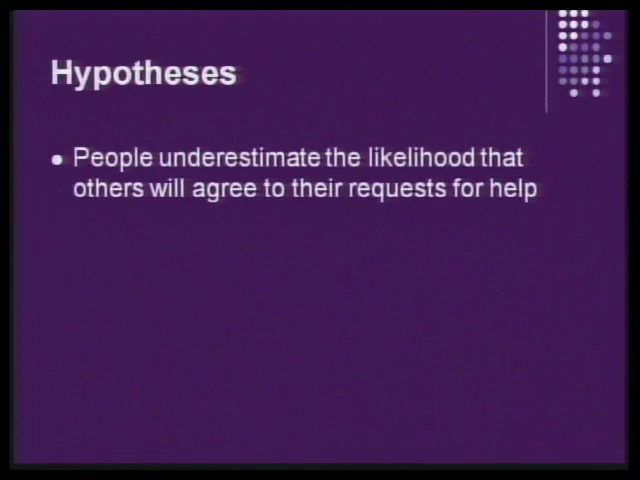 Hypotheses
People underestimate the likelihood that
others will agree to their requests for help